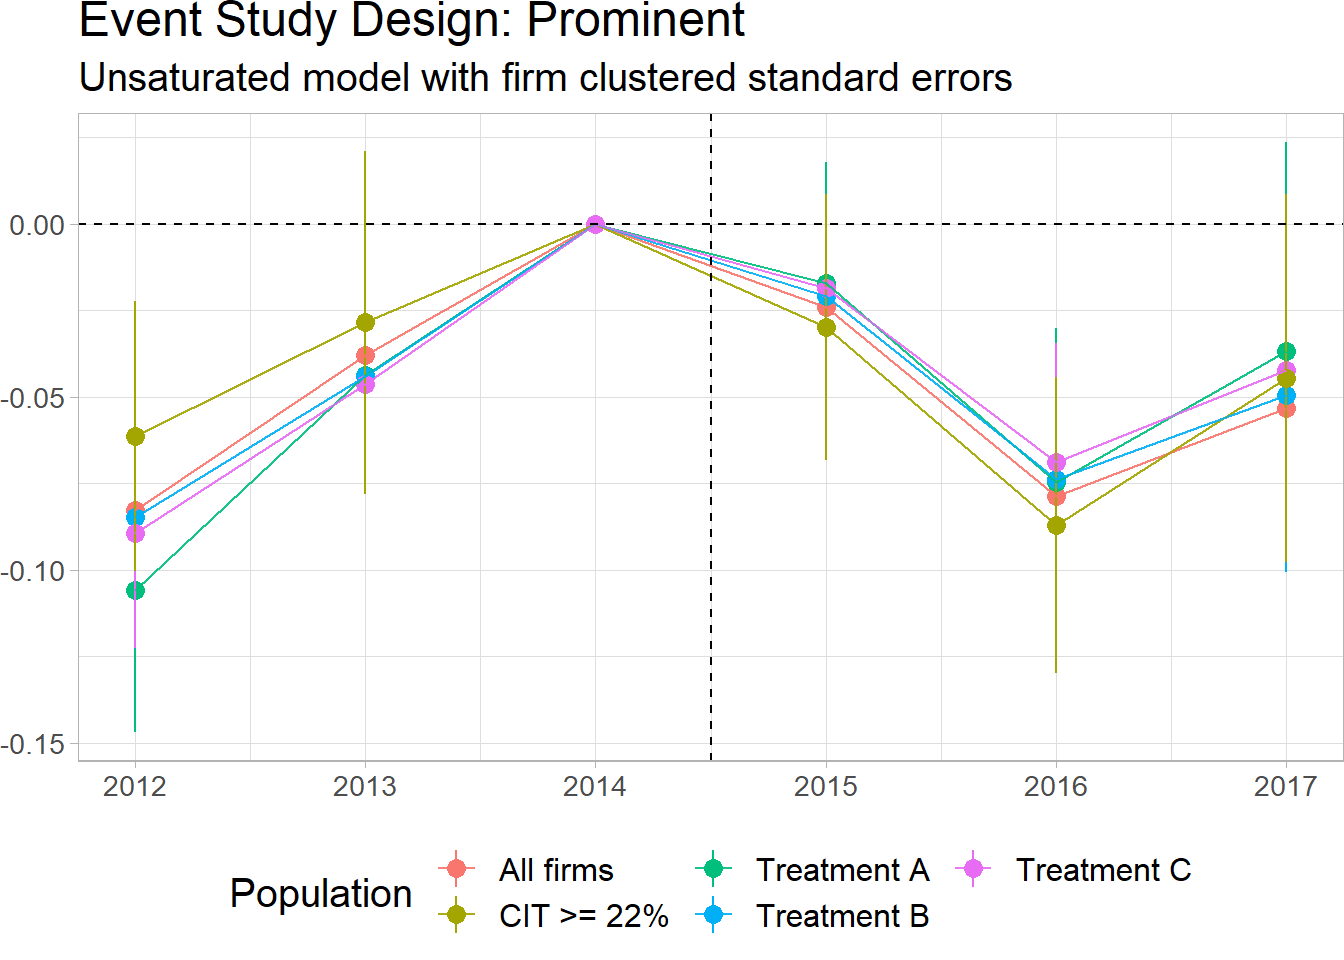 Event Study Design: Prominent
Unsaturated model with firm clustered standard errors
0.00
-0.05
-0.10
-0.15
2012 2013 2014 2015 2016 2017
Population
All firms Treatment A Treatment C
CIT >= 22% Treatment B